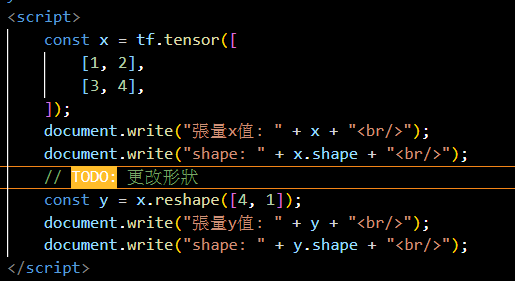 <script>
const x = tf.tensor([
[1, 2],
[3, 4],
]);
document.write("張量x值: " + x + "<br/>");
document.write("shape: " + x.shape + "<br/>");
// TODO: 更改形狀
const y = x.reshape([4, 1]);
document.write("張量y值: " + y + "<br/>");
document.write("shape: " + y.shape + "<br/>");
</script>